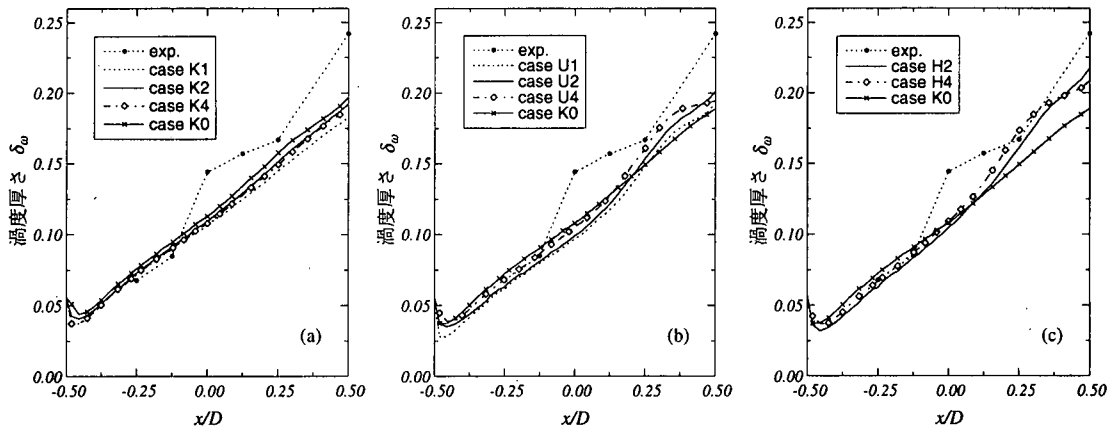 0.25
0.20
0.15
0.10
0.05
0.00
渦度厚さ δω
-0.50
-0.25
0.00
0.25
0.50
x/D
exp.
case K1
case K2
case K4
case K0
(a)
0.25
0.20
0.15
0.10
0.05
0.00
渦度厚さ δω
-0.50
-0.25
0.00
0.25
0.50
x/D
exp.
case U1
case U2
case U4
case K0
(b)
0.25
0.20
0.15
0.10
0.05
0.00
渦度厚さ δω
-0.50
-0.25
0.00
0.25
0.50
x/D
exp.
case H2
case H4
case K0
(c)